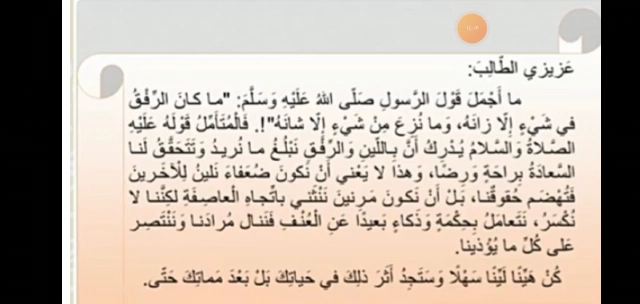 عَزيزي الطَّالِبَ:
ما أَجْمَلَ قَوْلَ الرَّسولِ صَلَّى اللهُ عَلَيْهِ وَسَلَّمَ: "ما كانَ الرِّفْقُ
في شَيْءٍ إِلّا زانَهُ، وَما نُزِعَ مِنْ شَيْءٍ إِلّا شانَهُ"!. فَالْمُتَأَمِّلُ قَوْلَهُ عَلَيْهِ
الصَّلاةُ وَالسَّلامُ يُدْرِكُ أَنَّ بِاللّينِ وَالرِّفْقِ نَبْلُغُ ما نُريدُ وَتَتَحَقَّقُ لَنا
السَّعادَةُ بِراحَةٍ وَرِضًا، وَهذا لا يَعْني أَنْ نَكونَ ضُعَفاءَ نَلينُ لِلْآخَرينَ
فَتُهْضَم حُقوقُنا، بَلْ أَنْ نَكونَ مَرِنينَ نَنْثَني بِاتِّجاهِ الْعاصِفَةِ لكِنَّنا لا
نُكْسَرُ، نَتَعامَلُ بِحِكْمَةٍ وَذَكاءٍ بَعيدًا عَنِ الْعُنْفِ فَنَنال مُرادَنا وَنَنْتَصِر
عَلى كُلِّ ما يُؤْذينا.
كُنْ هَيِّنًا لَيِّنًا سَهْلًا وَسَتَجِدُ أَثَرَ ذلِكَ في حَياتِكَ بَلْ بَعْدَ مَماتِكَ حَتّى.